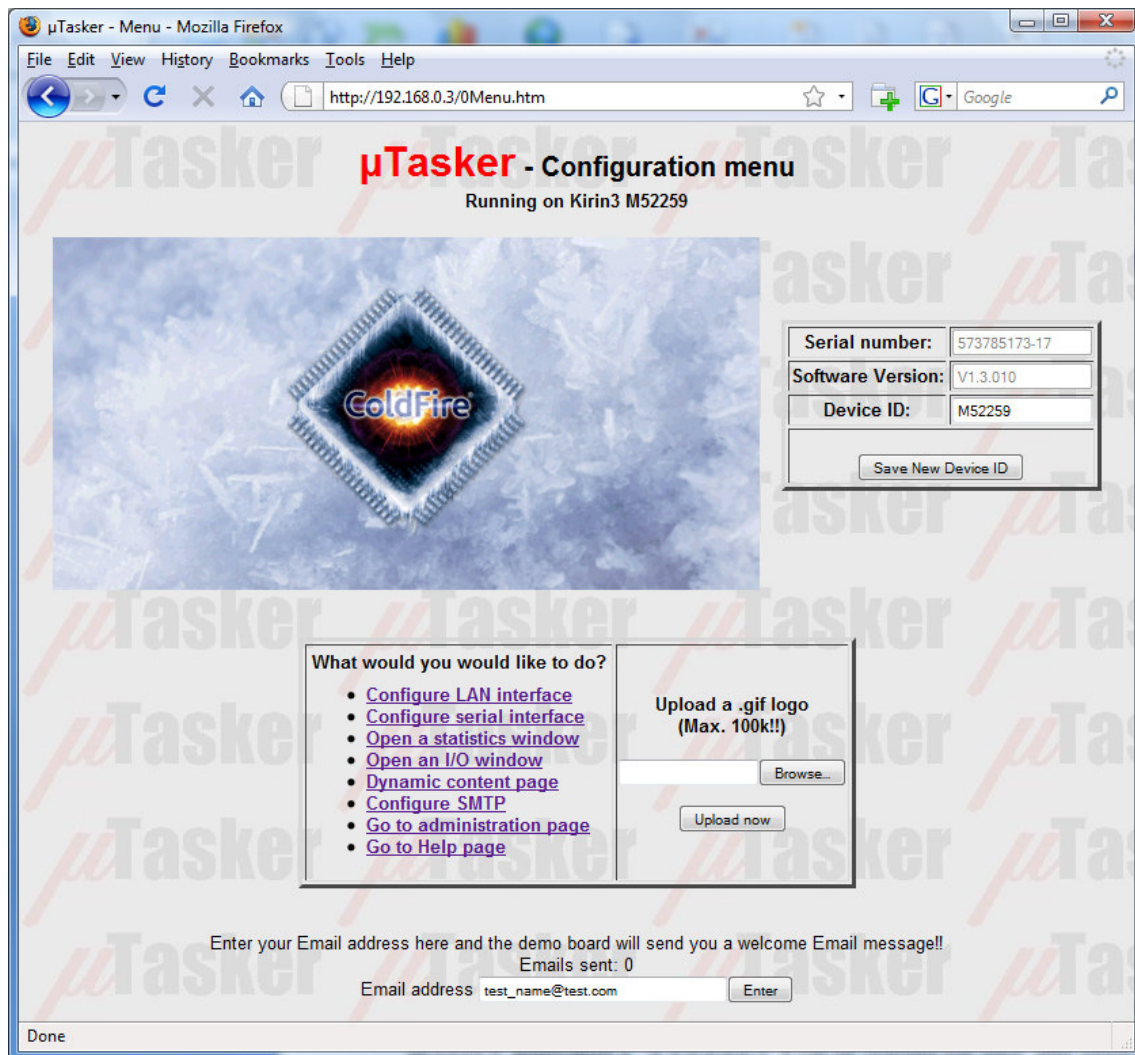 µTasker - Menu - Mozilla Firefox
File Edit View History Bookmarks Tools Help
http://192.168.0.3/0Menu.htm
G Google
µTasker - Configuration menu
Running on Kirin3 M52259
ColdFire
Serial number: 573785173-17
Software Version: V1.3.010
Device ID: M52259
Save New Device ID
What would you would like to do?
Configure LAN interface
Configure serial interface
Open a statistics window
Open an I/O window
Dynamic content page
Configure SMTP
Go to administration page
Go to Help page
Upload a .gif logo
(Max. 100k!!)
Browse...
Upload now
Enter your Email address here and the demo board will send you a welcome Email message!!
Emails sent: 0
Email address test_name@test.com Enter
Done